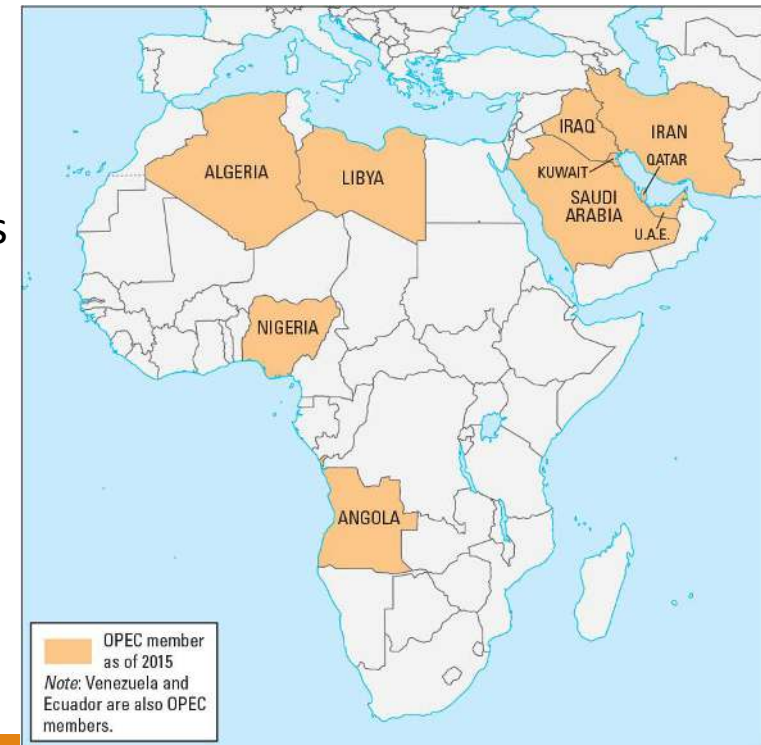 s
IRAQ
IRAN
ALGERIA
LIBYA
KUWAIT
QATAR
SAUDI
ARABIA
U.A.E.
NIGERIA
ANGOLA
OPEC member
as of 2015
Note: Venezuela and
Ecuador are also OPEC
members.